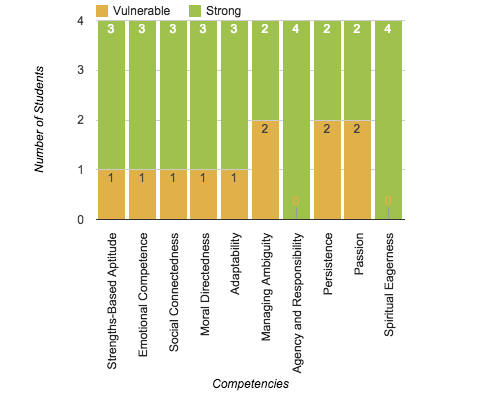 Vulnerable Strong
4 3 3 3 3 3 2 4 2 2 4
3
2 2 2 2
1 1 1 1 1 1
0 0 0
Number of Students
Strengths-Based Aptitude
Emotional Competence
Social Connectedness
Moral Directedness
Adaptability
Managing Ambiguity
Agency and Responsibility
Persistence
Passion
Spiritual Eagerness
Competencies